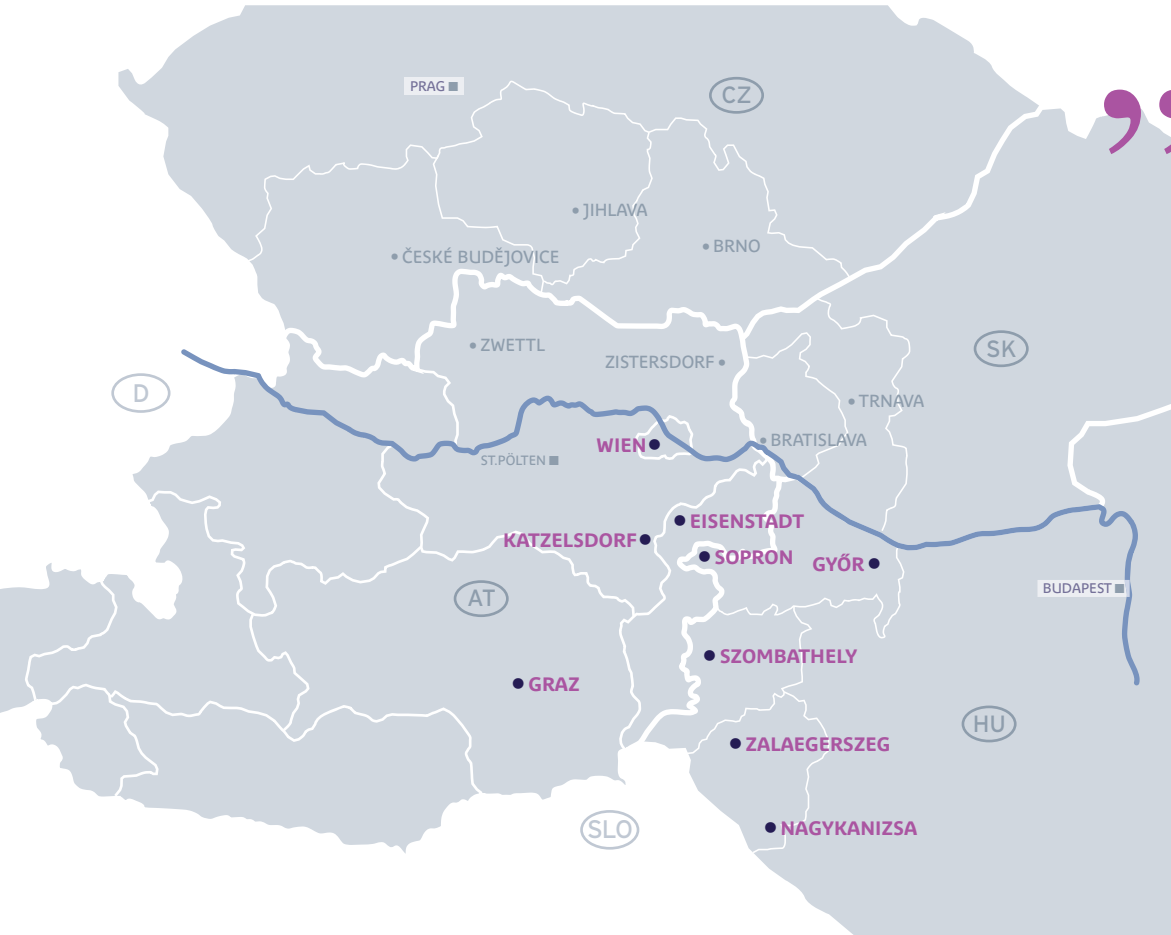 PRAG
CZ
”
JIHLAVA
BRNO
ČESKÉ BUDĚJOVICE
ZWETTL
SK
ZISTERSDORF
D
TRNAVA
BRATISLAVA
WIEN
ST.PÖLTEN
EISENSTADT
KATZELSDORF
SOPRON
GYŐR
BUDAPEST
AT
SZOMBATHELY
GRAZ
HU
ZALAEGERSZEG
SLO
NAGYKANIZSA